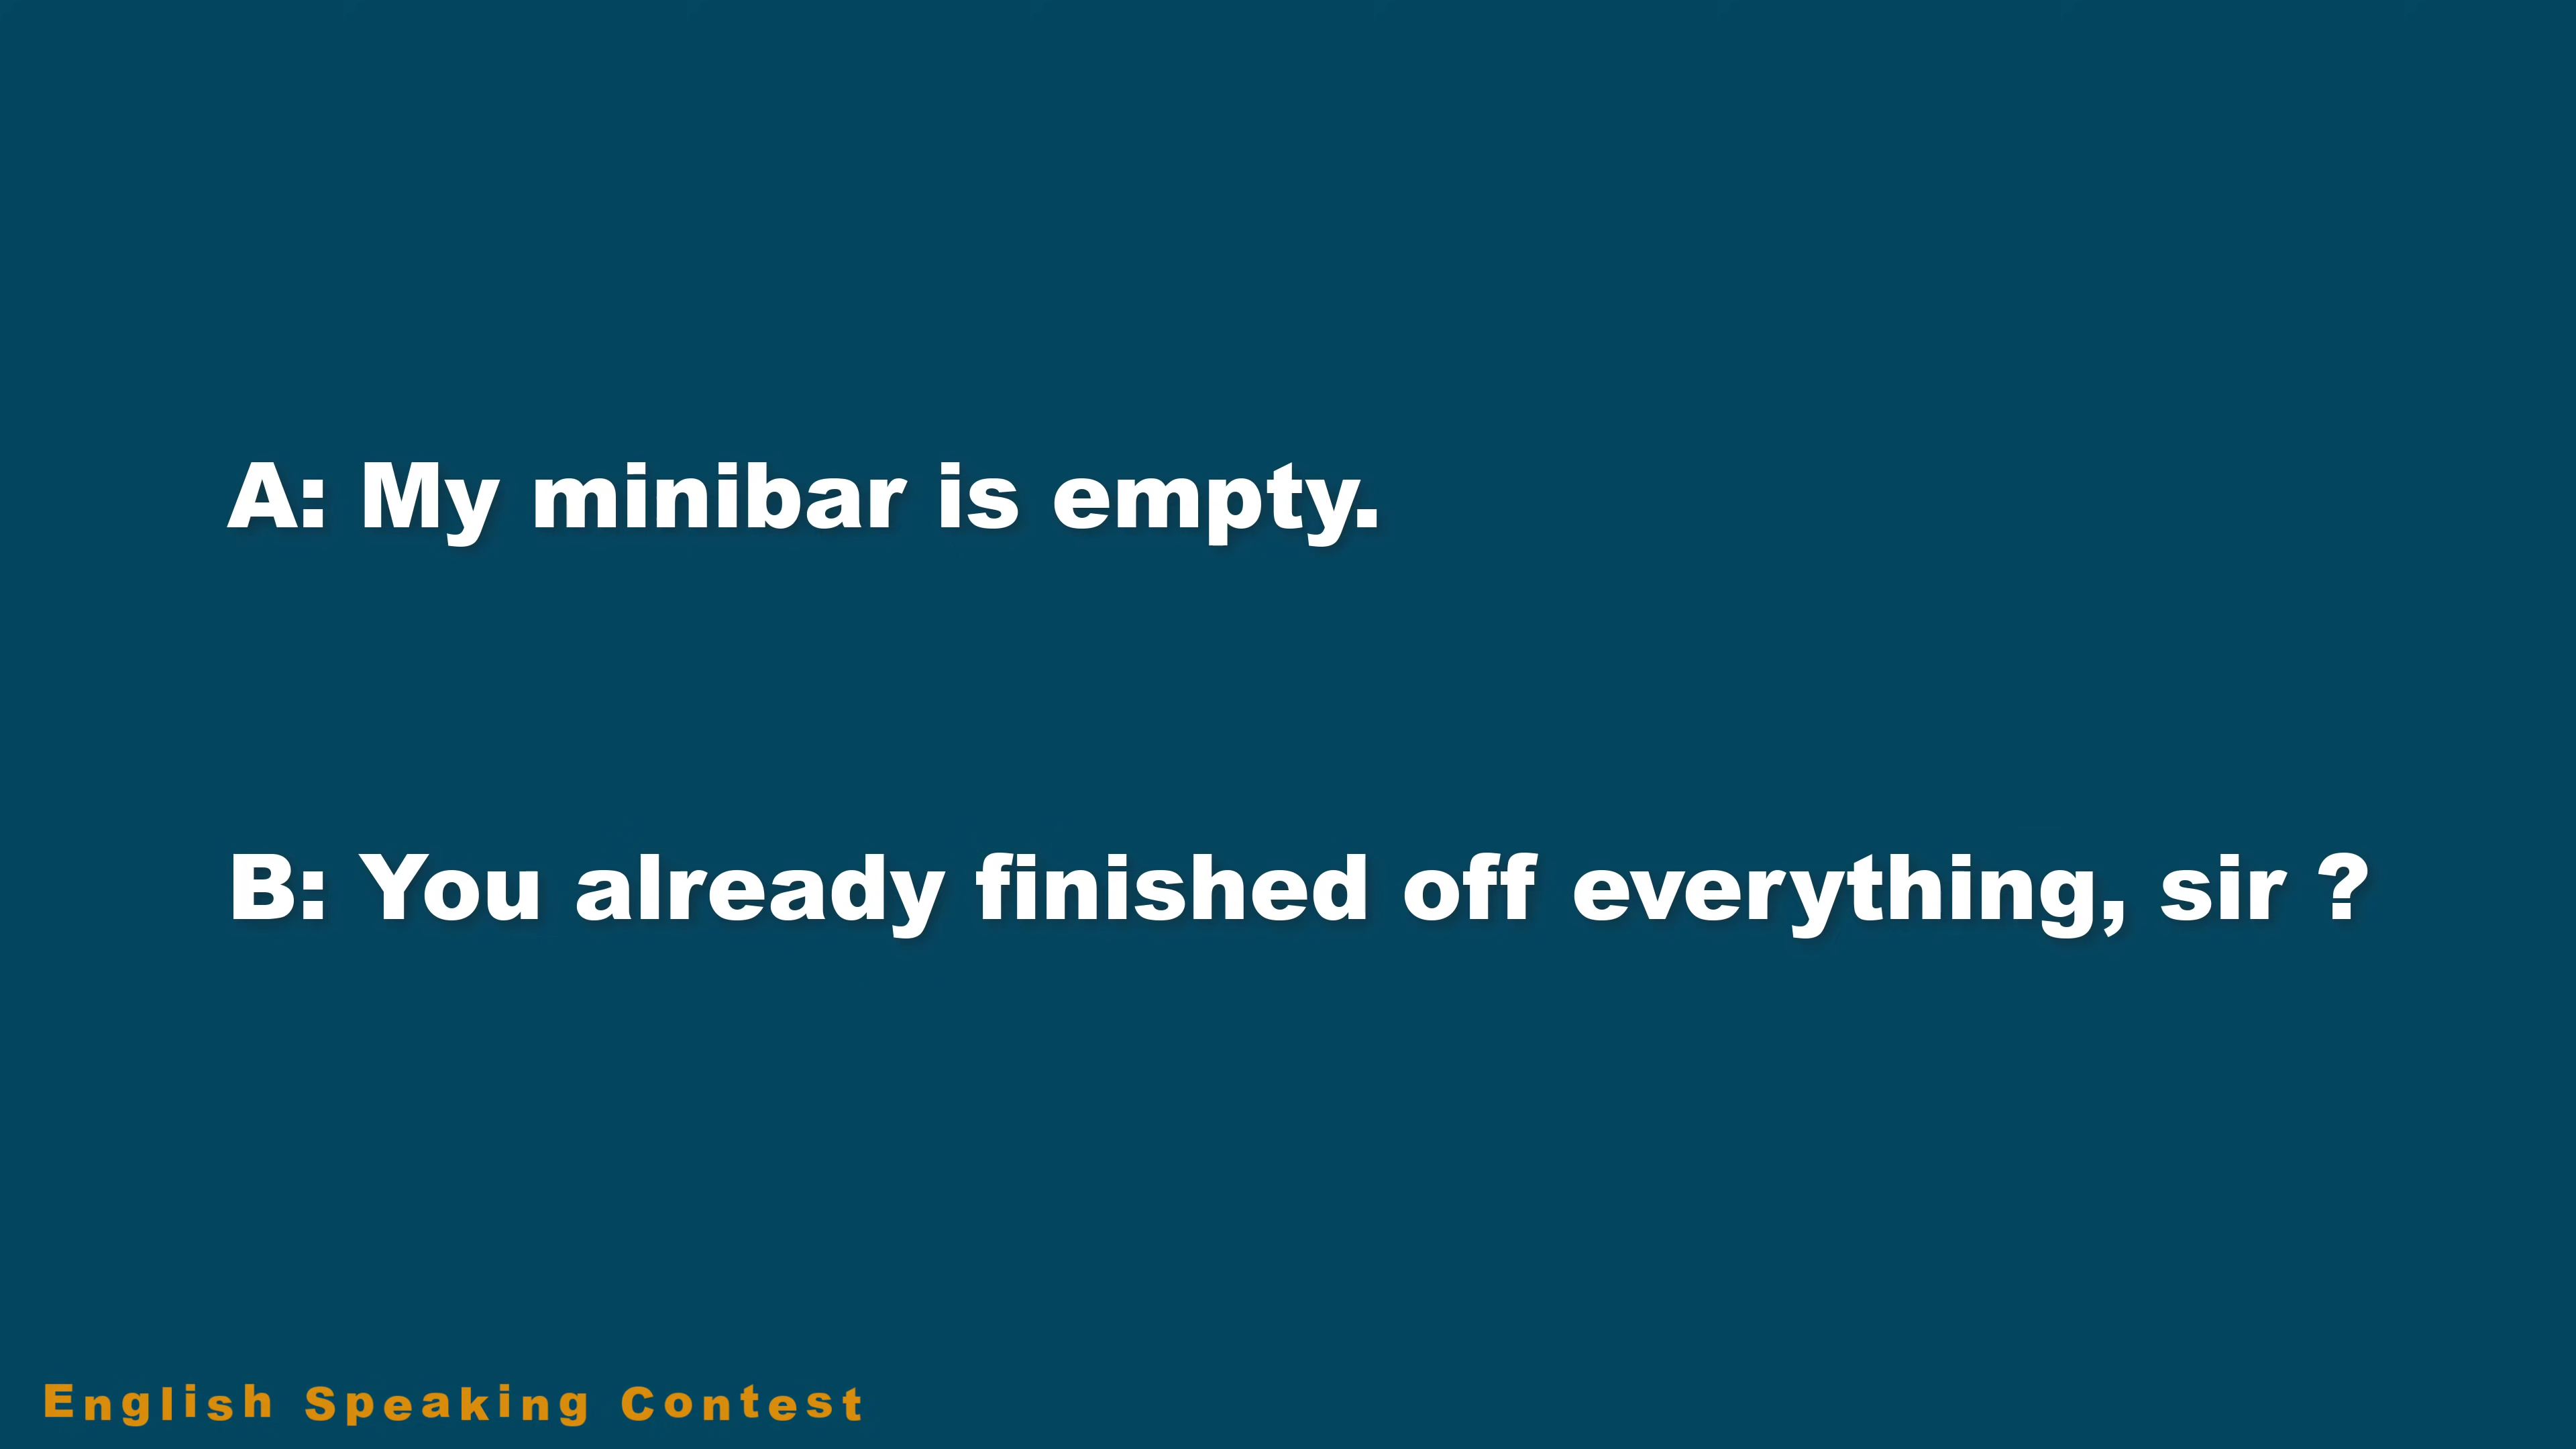 A: My minibar is empty.
B: You already finished off everything, sir ?
English Speaking Contest